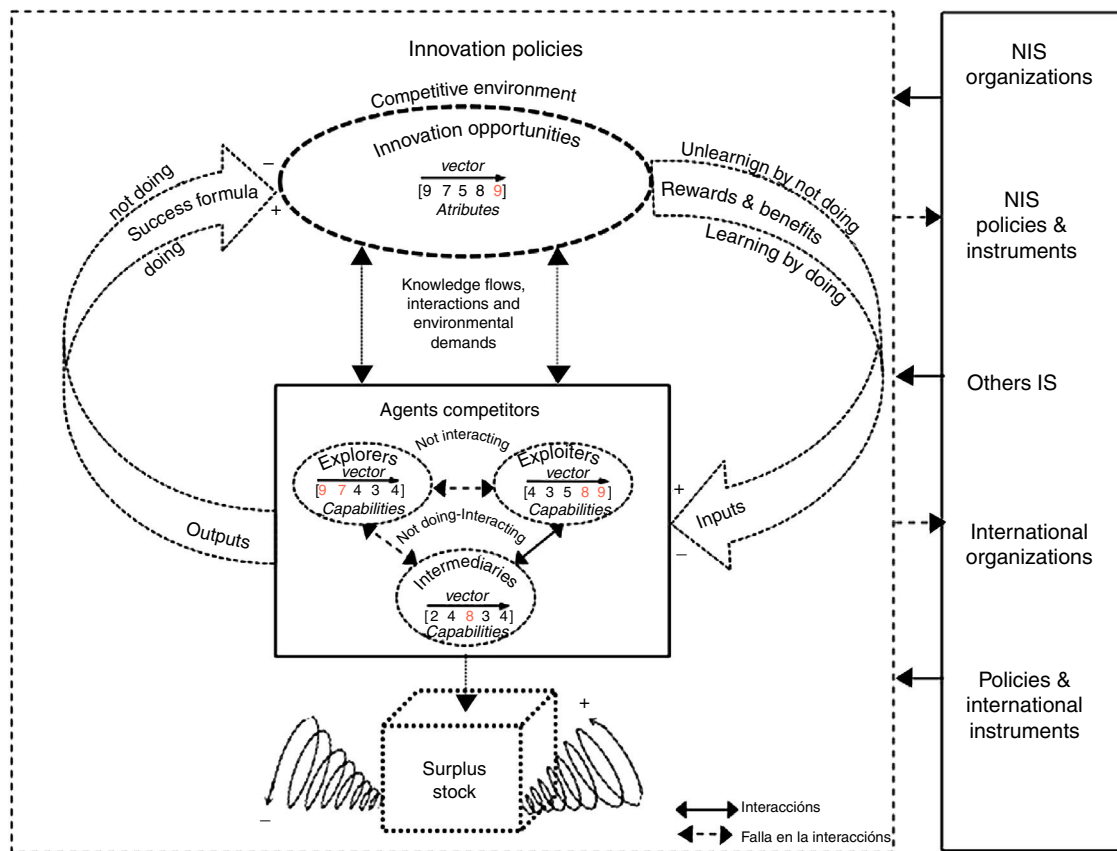 Innovation policies
Competitive environment
Innovation opportunities
vector
[9 7 5 8 9]
Atributes
−
+
not doing
Success formula
doing
Unlearnign by not doing
Rewards & benefits
Learning by doing
Knowledge flows,
interactions and
environmental
demands
Agents competitors
Not interacting
Explorers
vector
[9 7 4 3 4]
Capabilities
Exploiters
vector
[4 3 5 8 9]
Capabilities
Not doing-Interacting
Intermediaries
vector
[2 4 8 3 4]
Capabilities
Outputs
+
Inputs
−
Surplus
stock
−
+
Interaccións
Falla en la interaccións
NIS
organizations
NIS
policies &
instruments
Others IS
International
organizations
Policies &
international
instruments